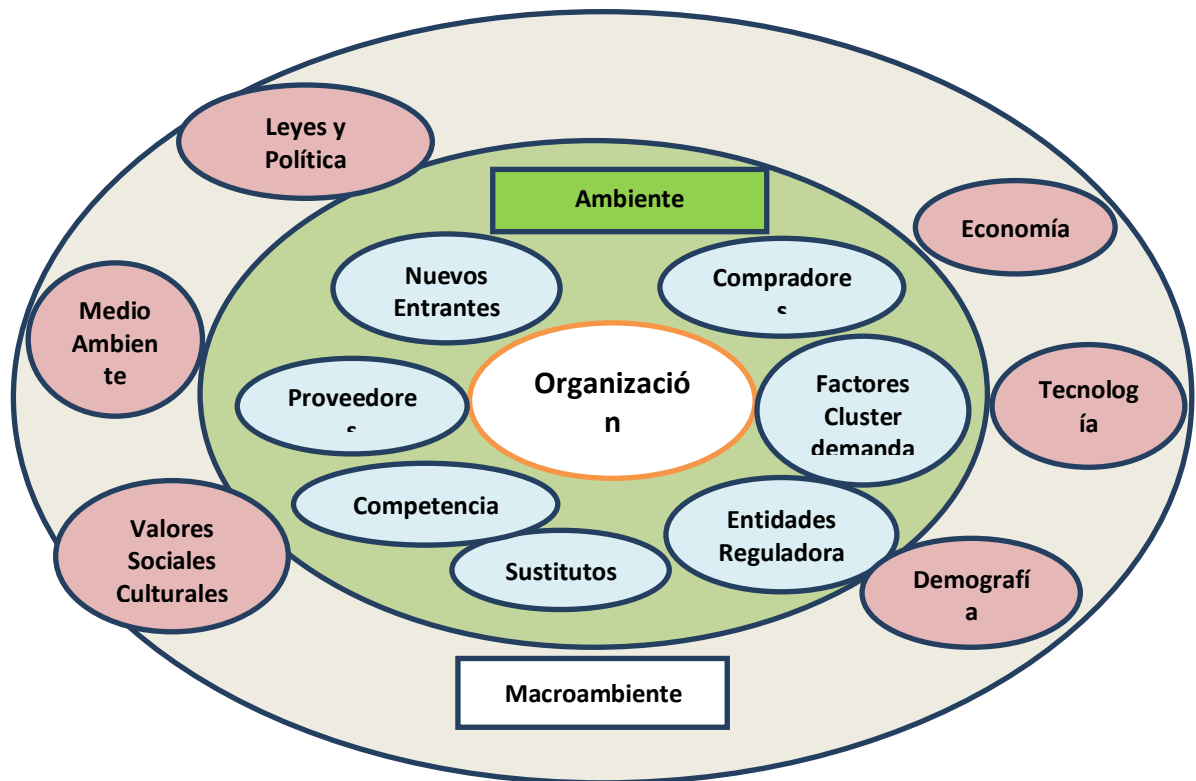 Leyes y
Política
Ambiente
Economía
Nuevos
Entrantes
Compradore
s
Medio
Ambien
te
Organizació
n
Proveedore
s
Factores
Cluster
demanda
Tecnolog
ía
Competencia
Entidades
Reguladora
Valores
Sociales
Culturales
Sustitutos
Demografí
a
Macroambiente